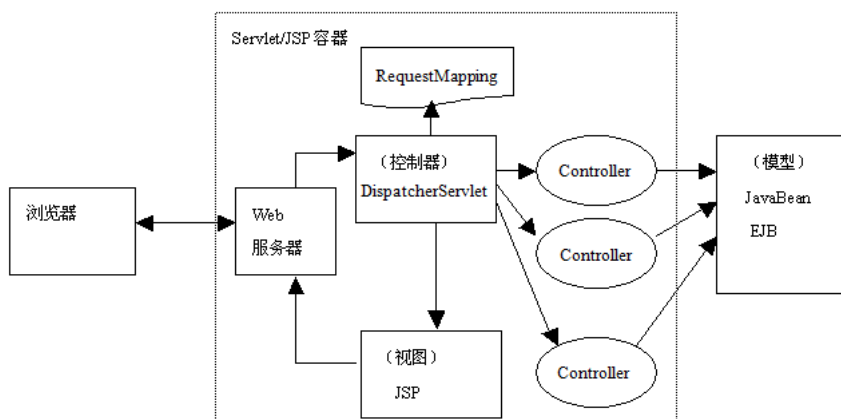 Servlet/JSP 容器
RequestMapping
(控制器)
DispatcherServlet
Controller
(模型)
JavaBean
EJB
浏览器
Web
服务器
Controller
(视图)
JSP
Controller